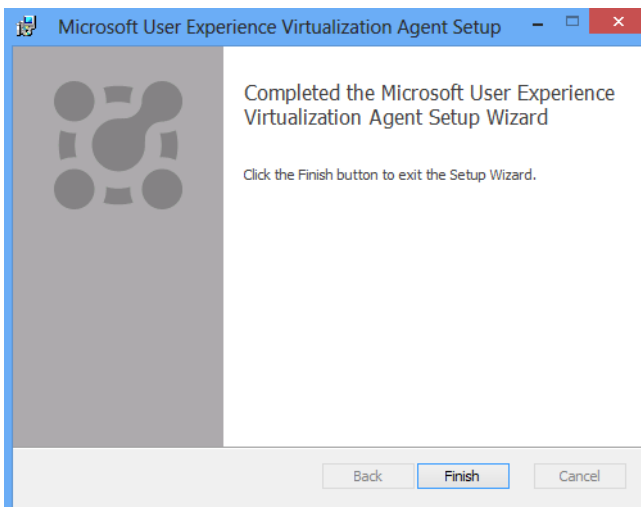 Microsoft User Experience Virtualization Agent Setup
Completed the Microsoft User Experience
Virtualization Agent Setup Wizard
Click the Finish button to exit the Setup Wizard.
Back Finish Cancel